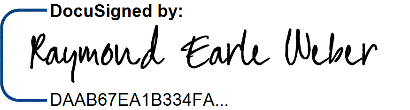 DocuSigned by:
Raymond Earle Weber
DAAB67EA1B334FA...